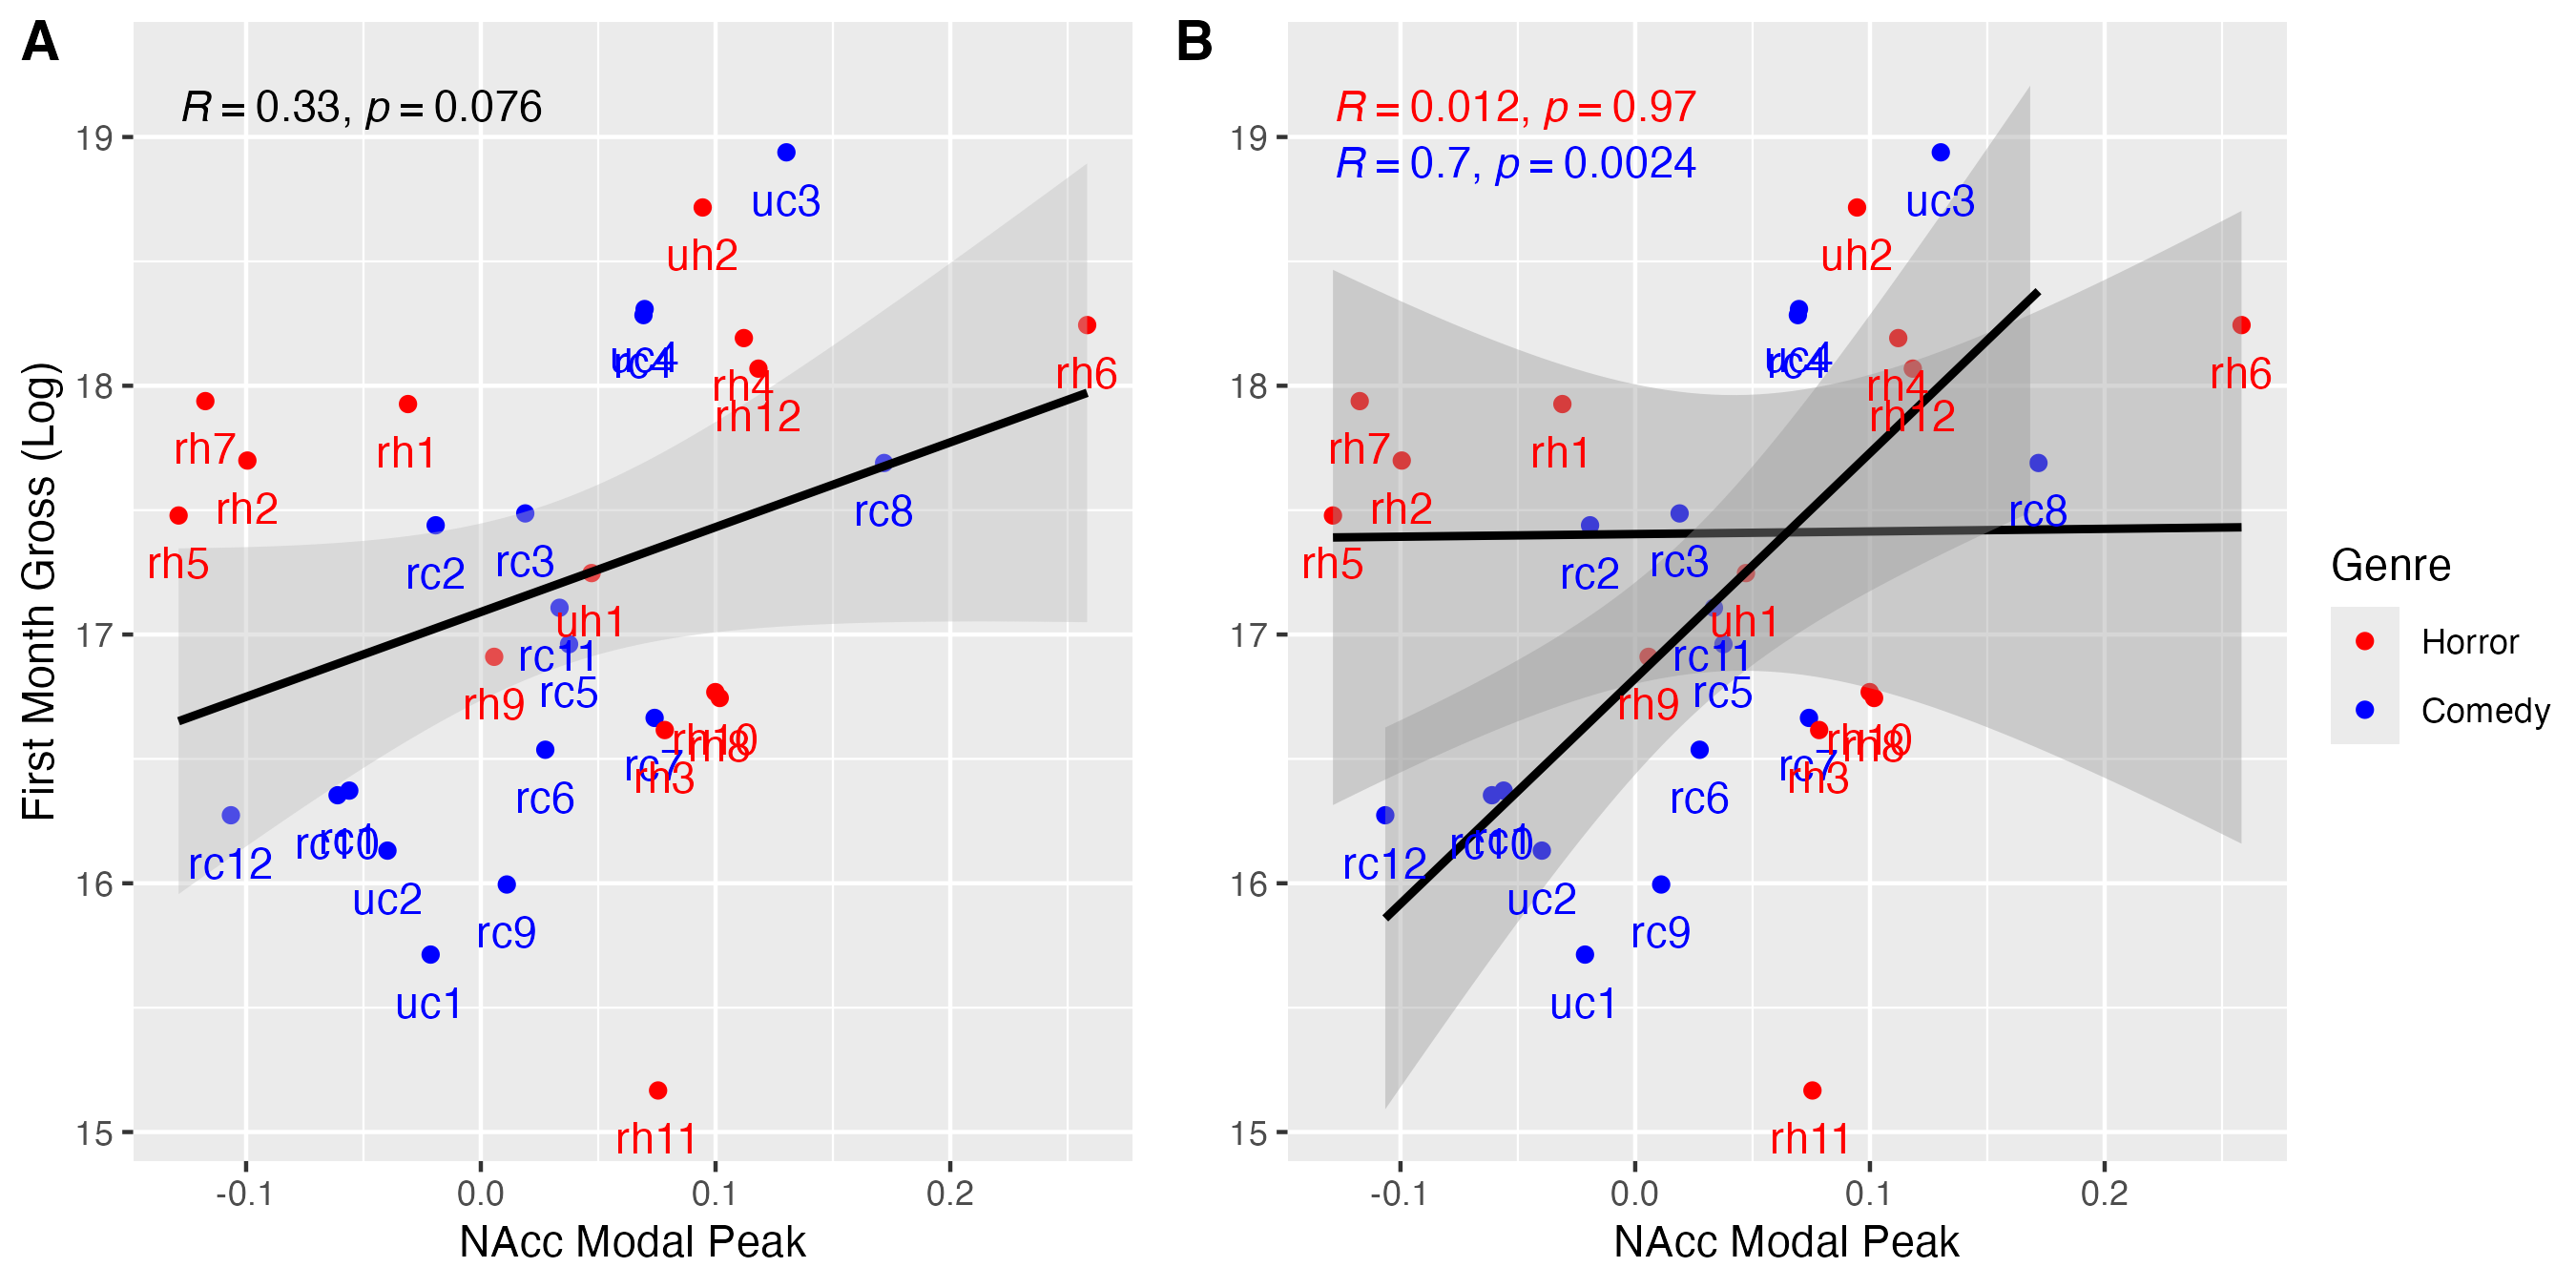 A
R = 0.33, p = 0.076
19
18
17
16
15
First Month Gross (Log)
uc3
uh2
uc4
rc4
rh4
rh12
rh6
rh7
rh1
rh2
rh5
rc8
rc2
rc3
uh1
rc11
rc5
rh9
rh10
rh8
rc7
rh3
rc6
rc12
rc10
rc1
uc2
rc9
uc1
rh11
-0.1
0.0
0.1
0.2
NAcc Modal Peak
B
R = 0.012, p = 0.97
R = 0.7, p = 0.0024
19
18
17
16
15
uc3
uh2
uc4
rc4
rh4
rh12
rh6
rh7
rh1
rh2
rh5
rc8
rc2
rc3
uh1
rc11
rc5
rh9
rh10
rh8
rc7
rh3
rc6
rc12
rc10
rc1
uc2
rc9
uc1
rh11
-0.1
0.0
0.1
0.2
NAcc Modal Peak
Genre
Horror
Comedy